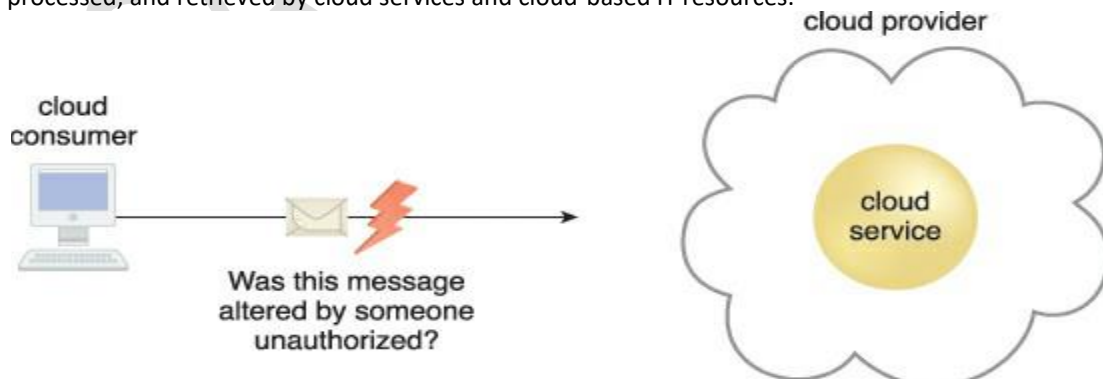 processed, and retrieved by cloud services and cloud-based IT resources.
cloud provider
cloud
consumer
cloud
service
Was this message
altered by someone
unauthorized?